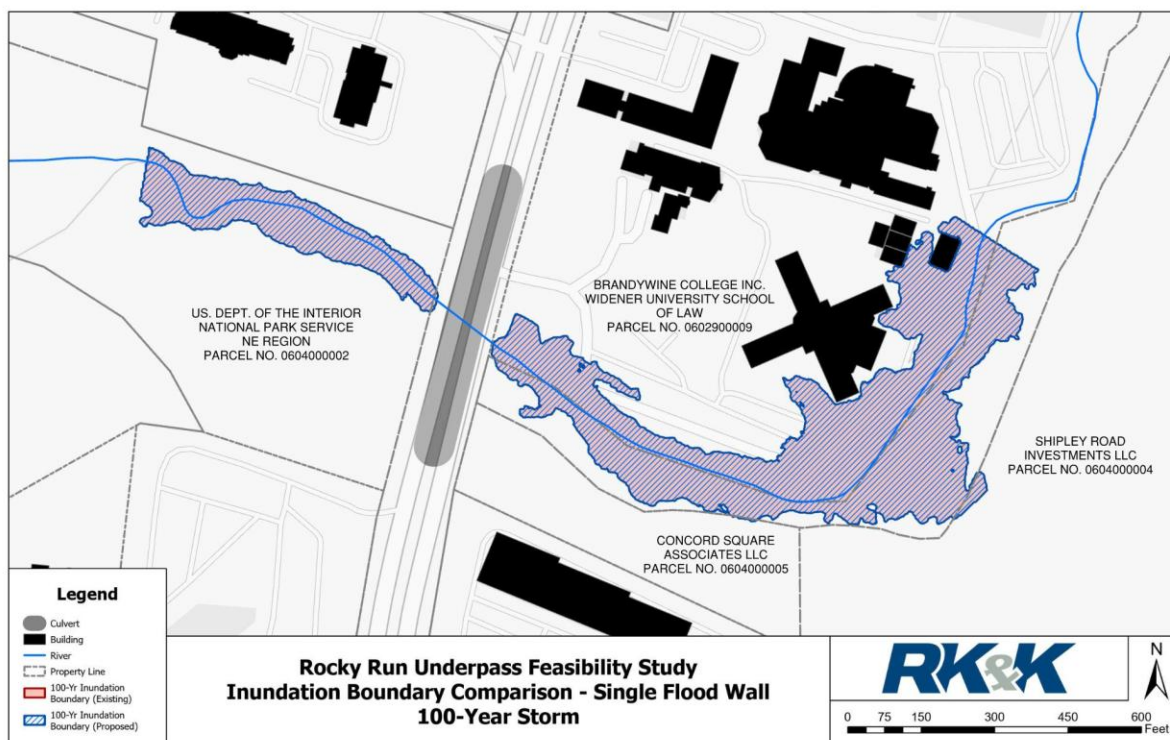 US. DEPT. OF THE INTERIOR
NATIONAL PARK SERVICE
NE REGION
PARCEL NO. 0604000002
BRANDYWINE COLLEGE INC.
WIDENER UNIVERSITY SCHOOL
OF LAW
PARCEL NO. 0602900009
SHIPLEY ROAD
INVESTMENTS LLC
PARCEL NO. 0604000004
CONCORD SQUARE
ASSOCIATES LLC
PARCEL NO. 0604000005
Legend
Culvert
Building
River
Property Line
100-Yr Inundation
Boundary (Existing)
100-Yr Inundation
Boundary (Proposed)
Rocky Run Underpass Feasibility Study
Inundation Boundary Comparison - Single Flood Wall
100-Year Storm
RK&K
N
0 75 150 300 450 600
Feet